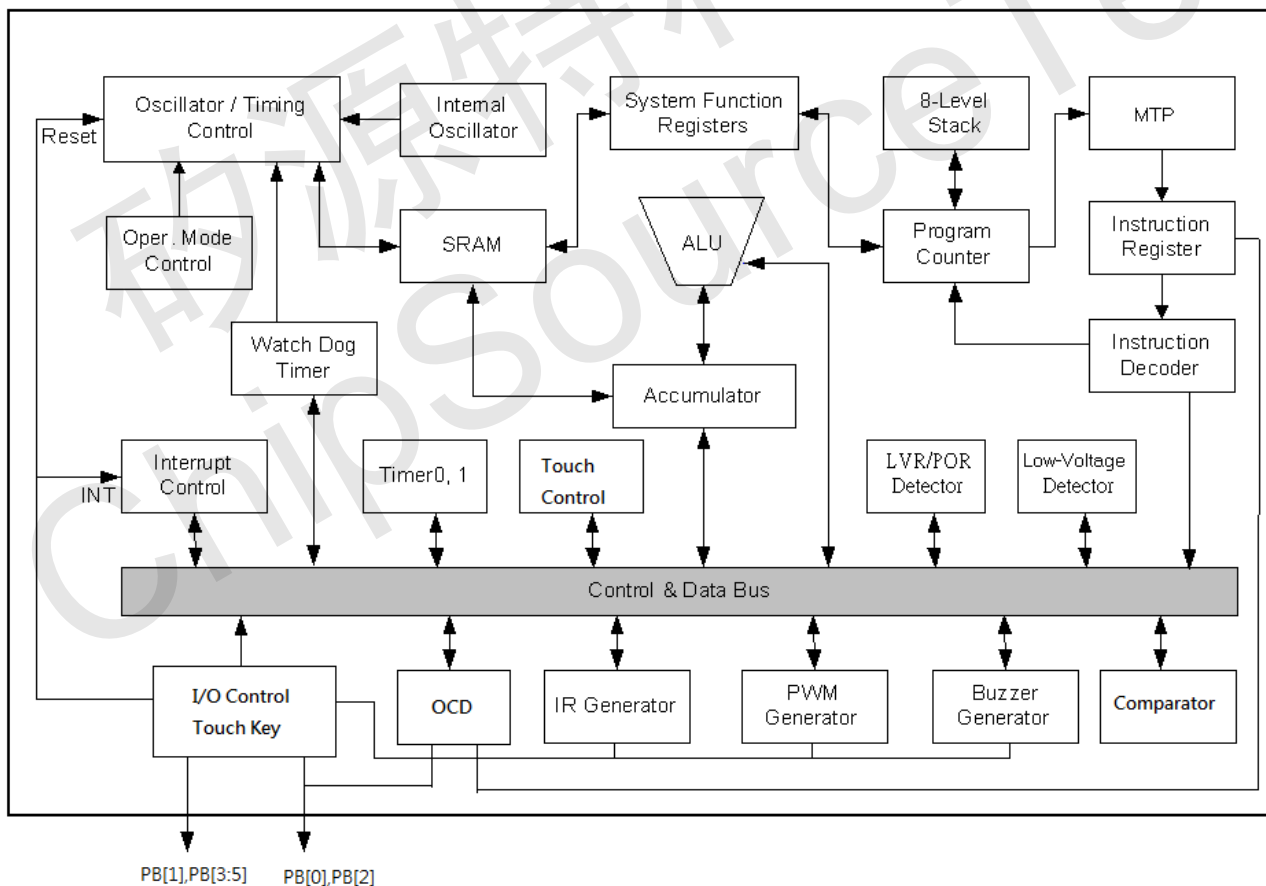 矽源特科
ChipSourceTe
Oscillator / Timing
Control
Internal
Oscillator
System Function
Registers
8-Level
Stack
MTP
Reset
Oper. Mode
Control
SRAM
ALU
Program
Counter
Instruction
Register
Watch Dog
Timer
Accumulator
Instruction
Decoder
Interrupt
Control
INT
Timer0, 1
Touch
Control
LVR/POR
Detector
Low-Voltage
Detector
Control & Data Bus
I/O Control
Touch Key
OCD
IR Generator
PWM
Generator
Buzzer
Generator
Comparator
PB[1],PB[3:5]
PB[0],PB[2]